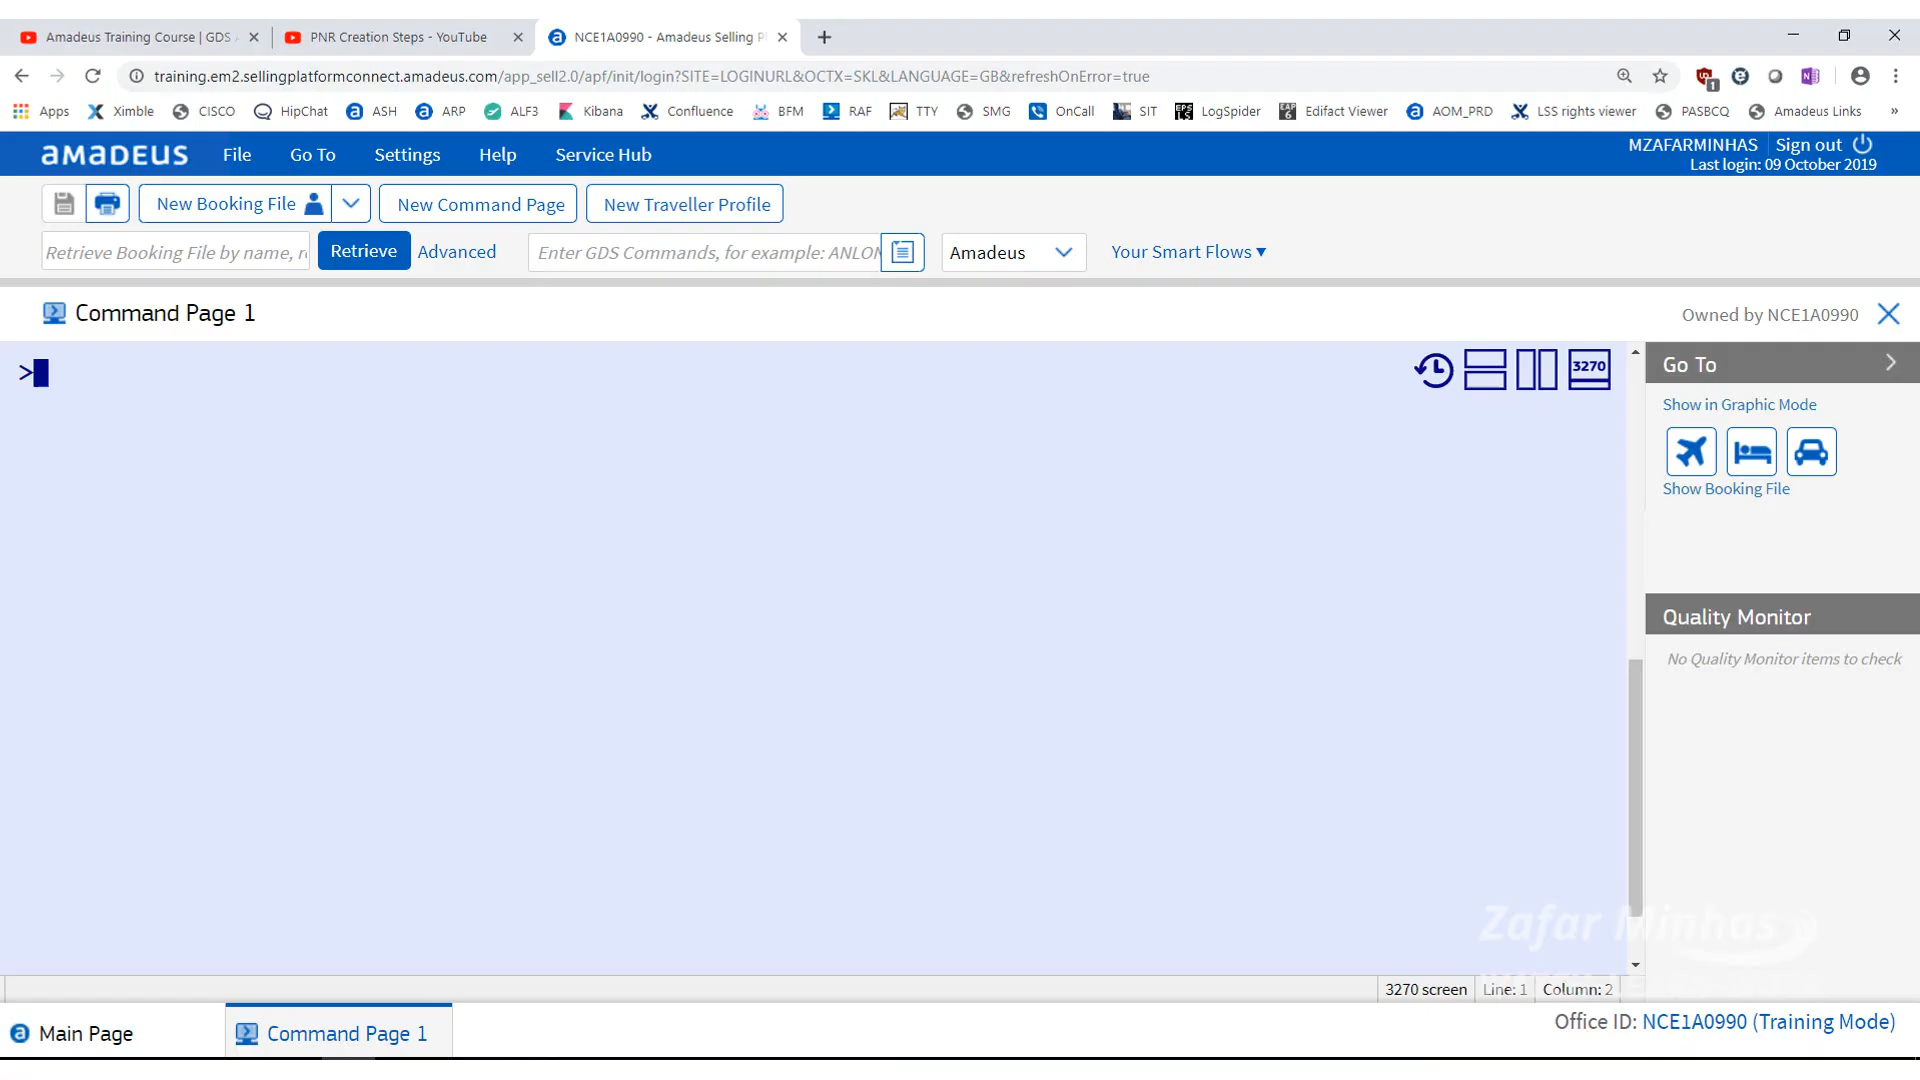 Amadeus Training Course | GDS
PNR Creation Steps - YouTube
NCE1A0990 - Amadeus Selling P
training.em2.sellingplatformconnect.amadeus.com/app_sell2.0/apf/init/login?SITE=LOGINURL&OCTX=SKL&LANGUAGE=GB&refreshOnError=true
1
Apps Ximble CISCO HipChat ASH ARP ALF3 Kibana Confluence BFM RAF TTY SMG OnCall SIT LogSpider Edifact Viewer AOM_PRD LSS rights viewer PASBCQ Amadeus Links »
aMaDEUS File Go To Settings Help Service Hub
MZAFARMINHAS Sign out
Last login: 09 October 2019
New Booking File New Command Page New Traveller Profile
Retrieve Booking File by name, r Retrieve Advanced Enter GDS Commands, for example: ANLON Amadeus Your Smart Flows
Command Page 1
Owned by NCE1A0990
>
3270
Go To
Show in Graphic Mode
Show Booking File
Quality Monitor
No Quality Monitor items to check
Zafar Minhas
3270 screen Line: 1 Column: 2
Main Page
Command Page 1
Office ID: NCE1A0990 (Training Mode)